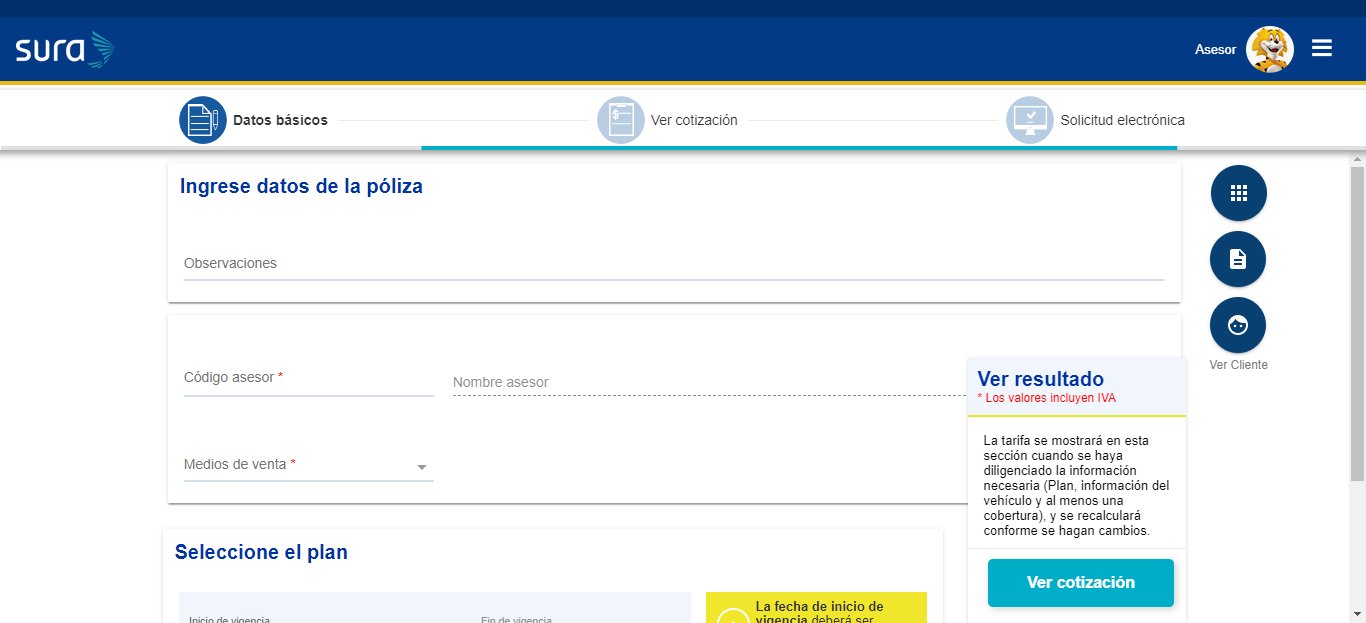 sura
Asesor
Datos básicos
Ver cotización
Solicitud electrónica
Ingrese datos de la póliza
Observaciones
Ver Cliente
Código asesor *
Nombre asesor
Medios de venta *
Ver resultado
* Los valores incluyen IVA
La tarifa se mostrará en esta
sección cuando se haya
diligenciado la información
necesaria (Plan, información del
vehículo y al menos una
cobertura), y se recalculará
conforme se hagan cambios.
Ver cotización
Seleccione el plan
Inicio de vigencia
Fin de vigencia
La fecha de inicio de
vigencia deberá ser